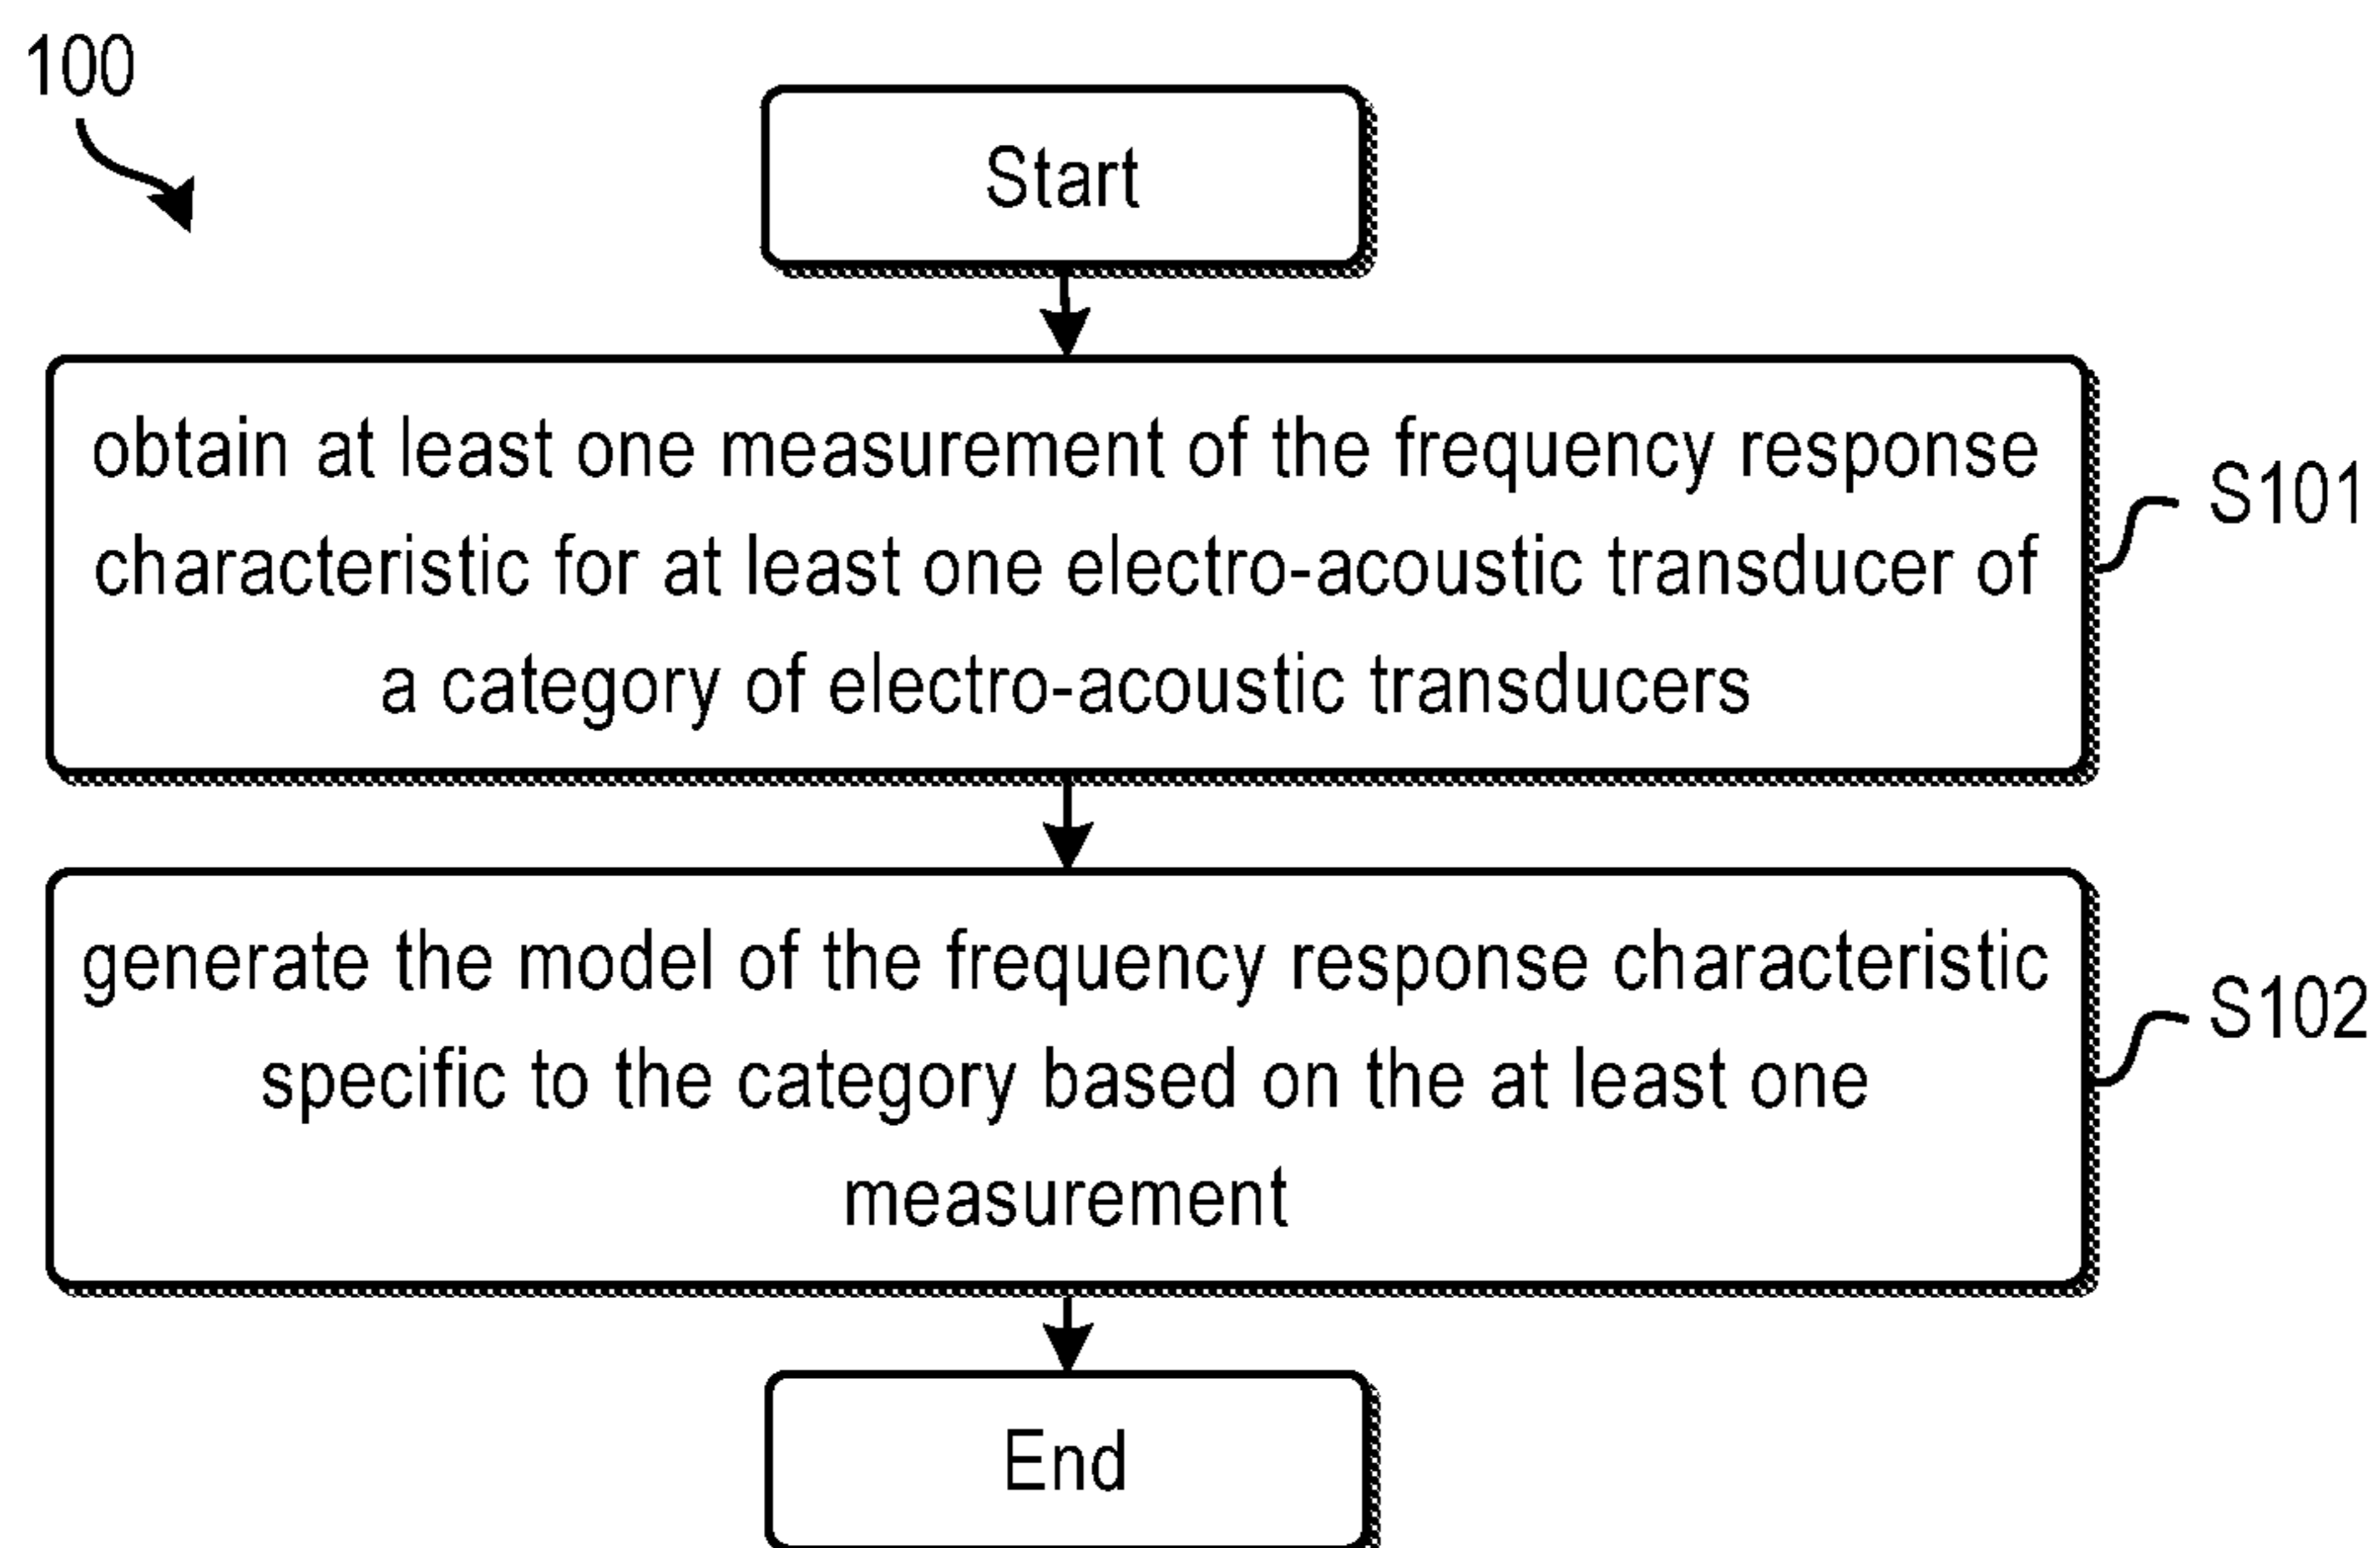 100
Start
obtain at least one measurement of the frequency response
characteristic for at least one electro-acoustic transducer of
a category of electro-acoustic transducers
S101
generate the model of the frequency response characteristic
specific to the category based on the at least one
measurement
S102
End